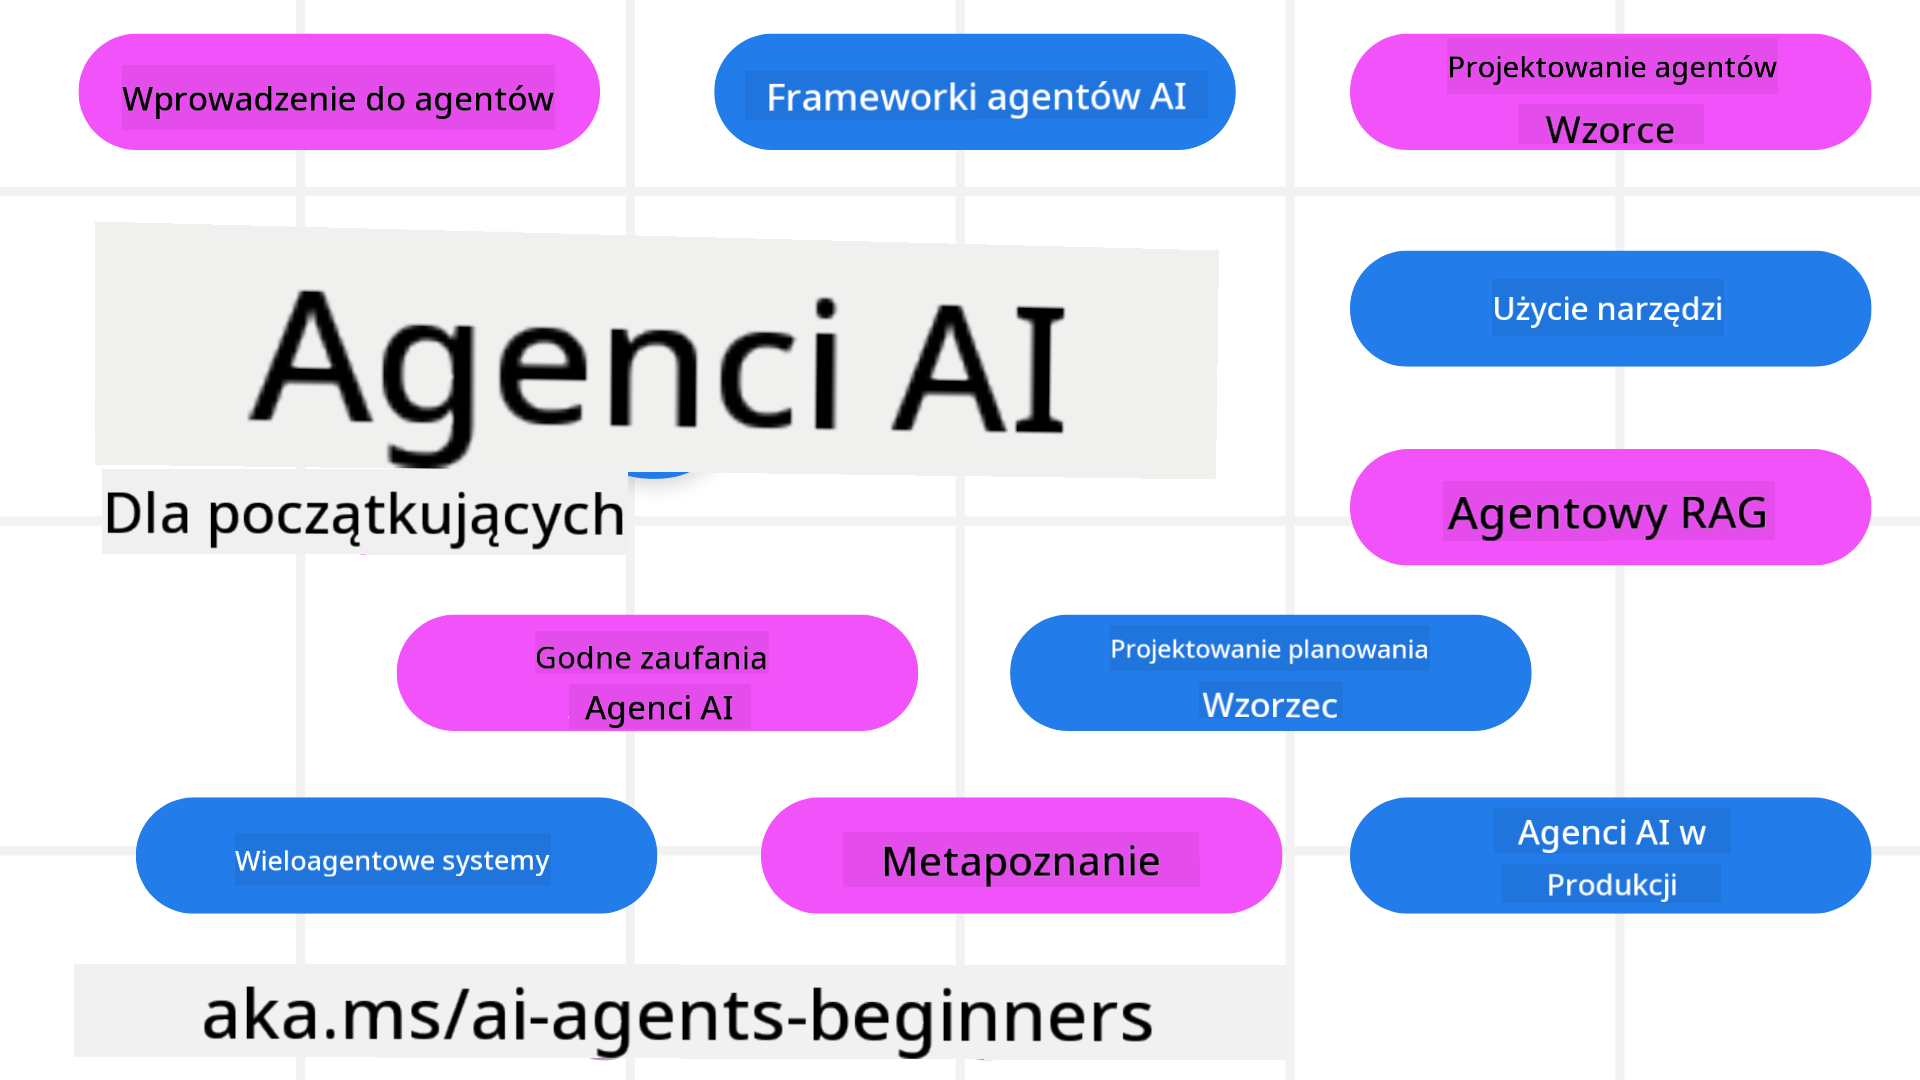 Wprowadzenie do agentów
Frameworki agentów AI
Projektowanie agentów
Wzorce
Agenci AI
Dla początkujących
Użycie narzędzi
Agentowy RAG
Godne zaufania
Agenci AI
Projektowanie planowania
Wzorzec
Wieloagentowe systemy
Metapoznanie
Agenci AI w
Produkcji
aka.ms/ai-agents-beginners